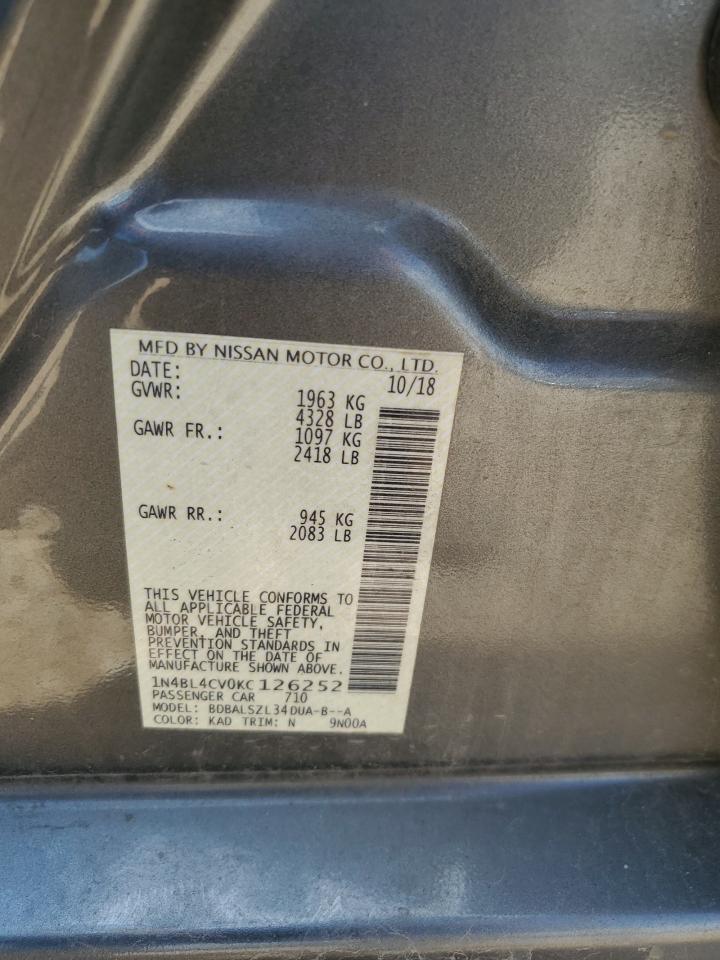 MFD BY NISSAN MOTOR CO., LTD.
DATE: 10/18
GVWR: 1963 KG
4328 LB
GAWR FR.: 1097 KG
2418 LB
GAWR RR.: 945 KG
2083 LB
THIS VEHICLE CONFORMS TO
ALL APPLICABLE FEDERAL
MOTOR VEHICLE SAFETY,
BUMPER, AND THEFT
PREVENTION STANDARDS IN
EFFECT ON THE DATE OF
MANUFACTURE SHOWN ABOVE.
1N4BL4CV0KC126252
PASSENGER CAR 710
MODEL: BDBALSZL34DUA-B--A
COLOR: KAD TRIM: N 9N00A